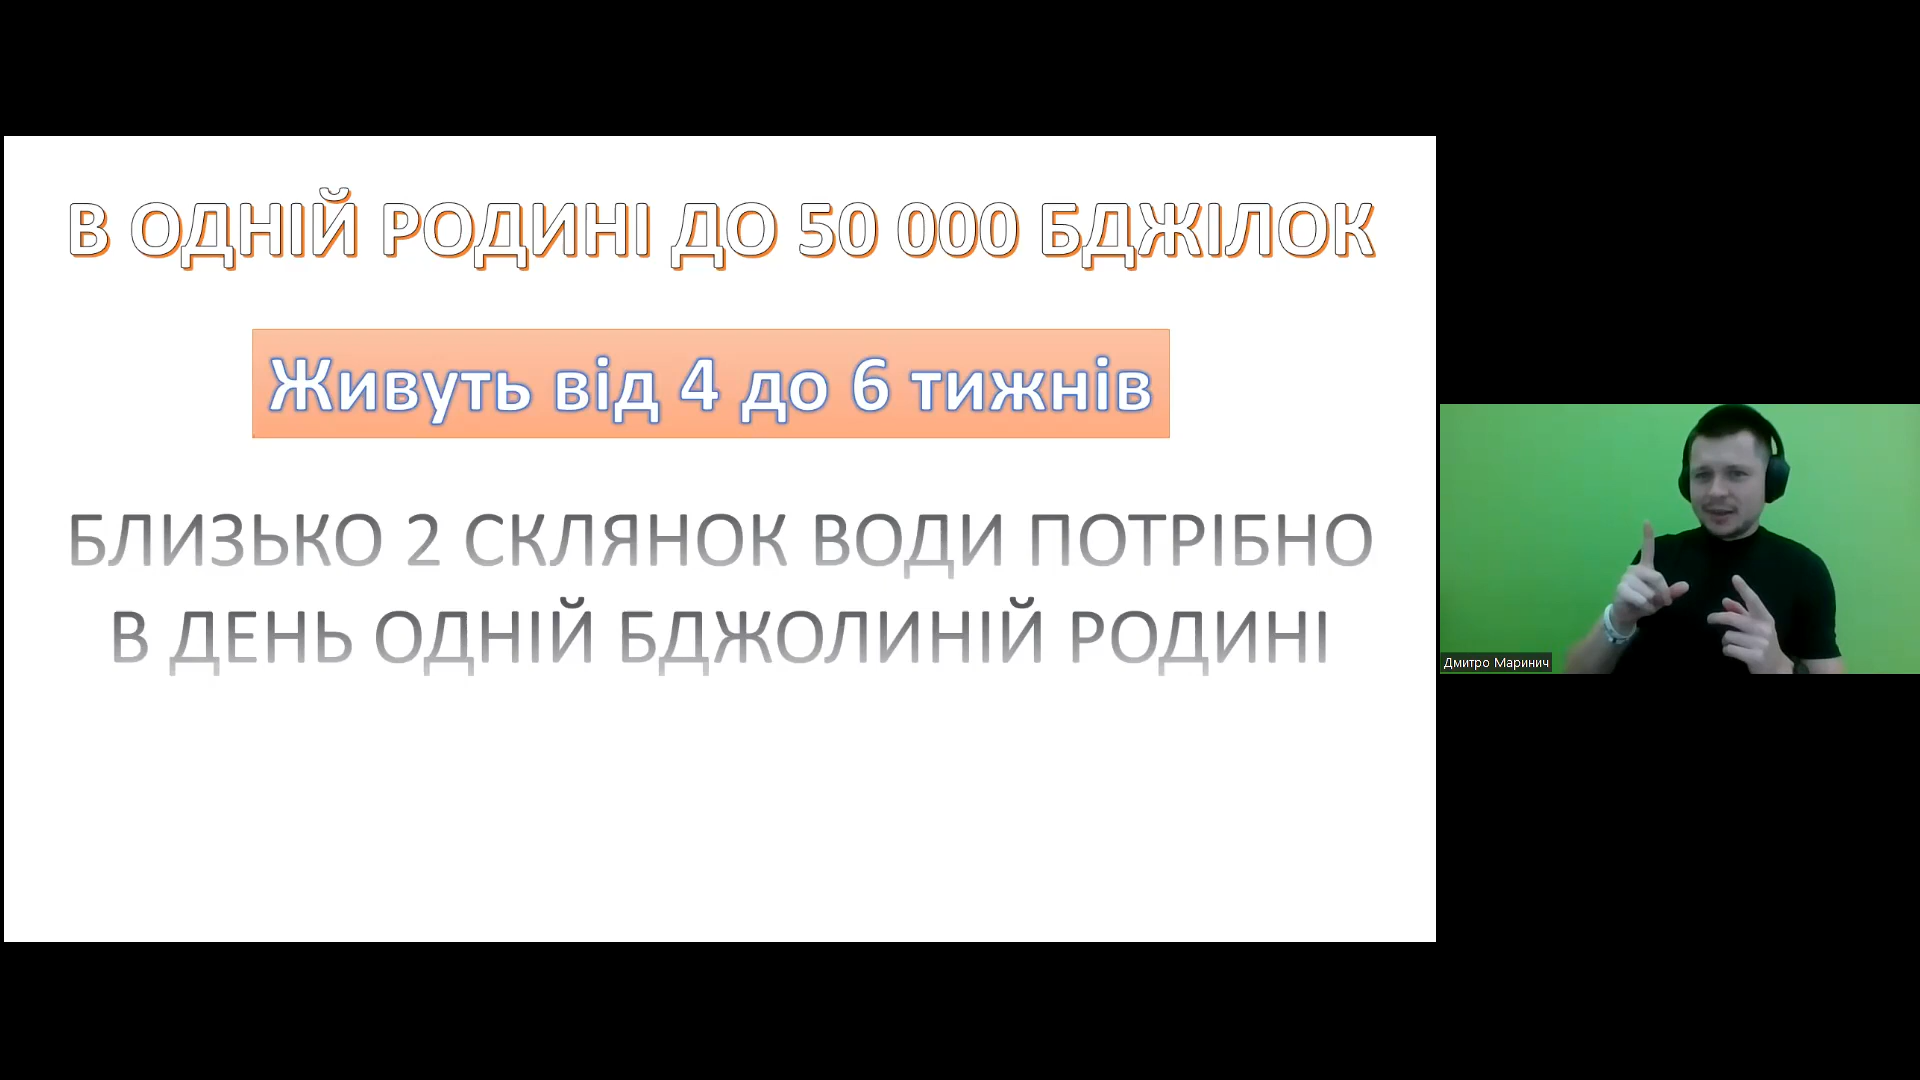 В ОДНІЙ РОДИНІ ДО 50 000 БДЖІЛОК
Живуть від 4 до 6 тижнів
БЛИЗЬКО 2 СКЛЯНОК ВОДИ ПОТРІБНО
В ДЕНЬ ОДНІЙ БДЖОЛИНІЙ РОДИНІ
Дмитро Маринич